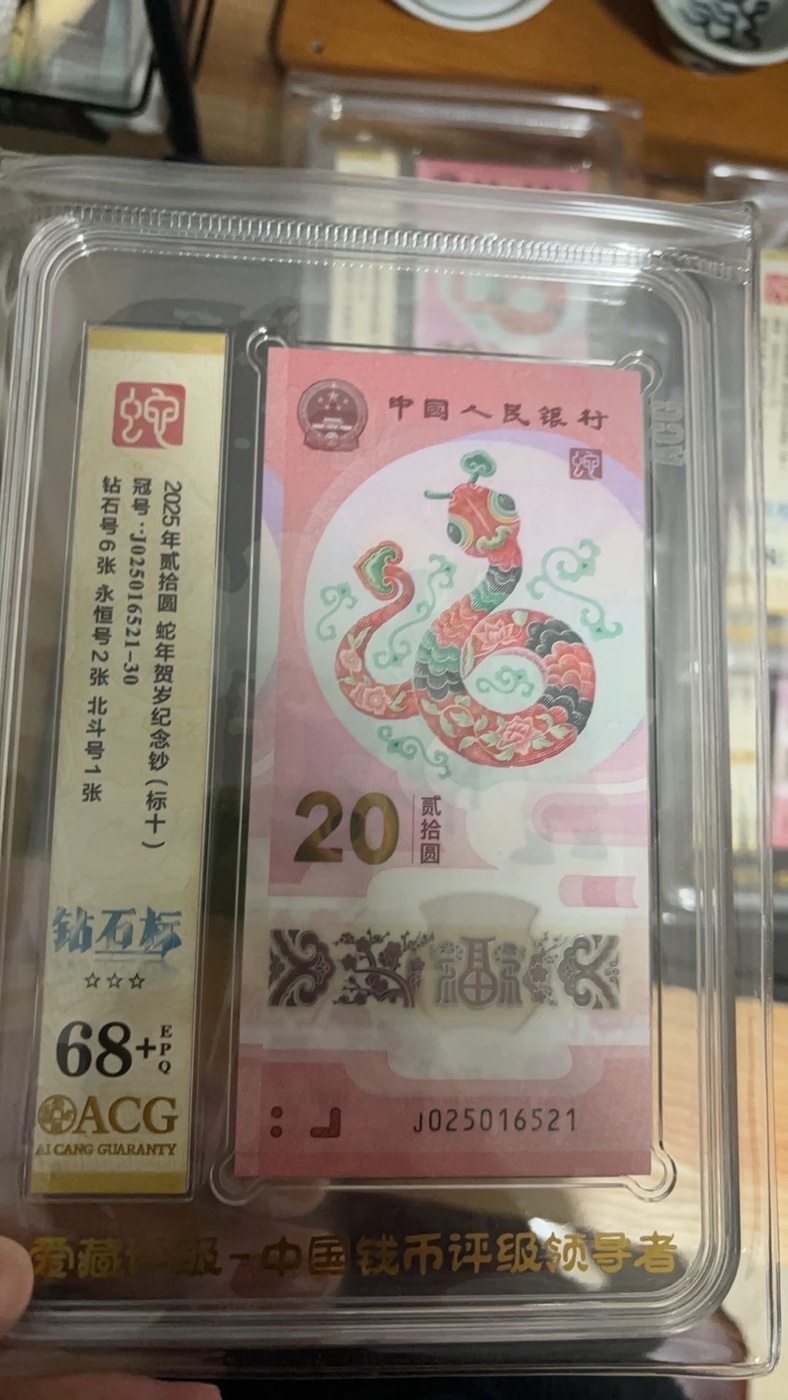 蛇
2025年贰拾圆 蛇年贺岁纪念钞(标十)
冠号:J025016521-30
钻石号6张 永恒号2张 北斗号1张
钻石标
☆☆☆
68+
EPQ
ACG
AI CANG GUARANTY
中国人民银行
蛇
20
贰拾圆
福
J025016521
ACG
爱藏评级-中国钱币评级领导者